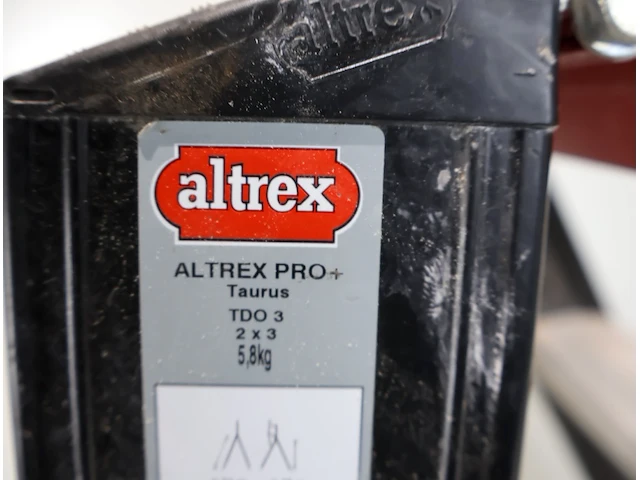 altrex
altrex
ALTREX PRO+
Taurus
TDO 3
2 x 3
5,8kg